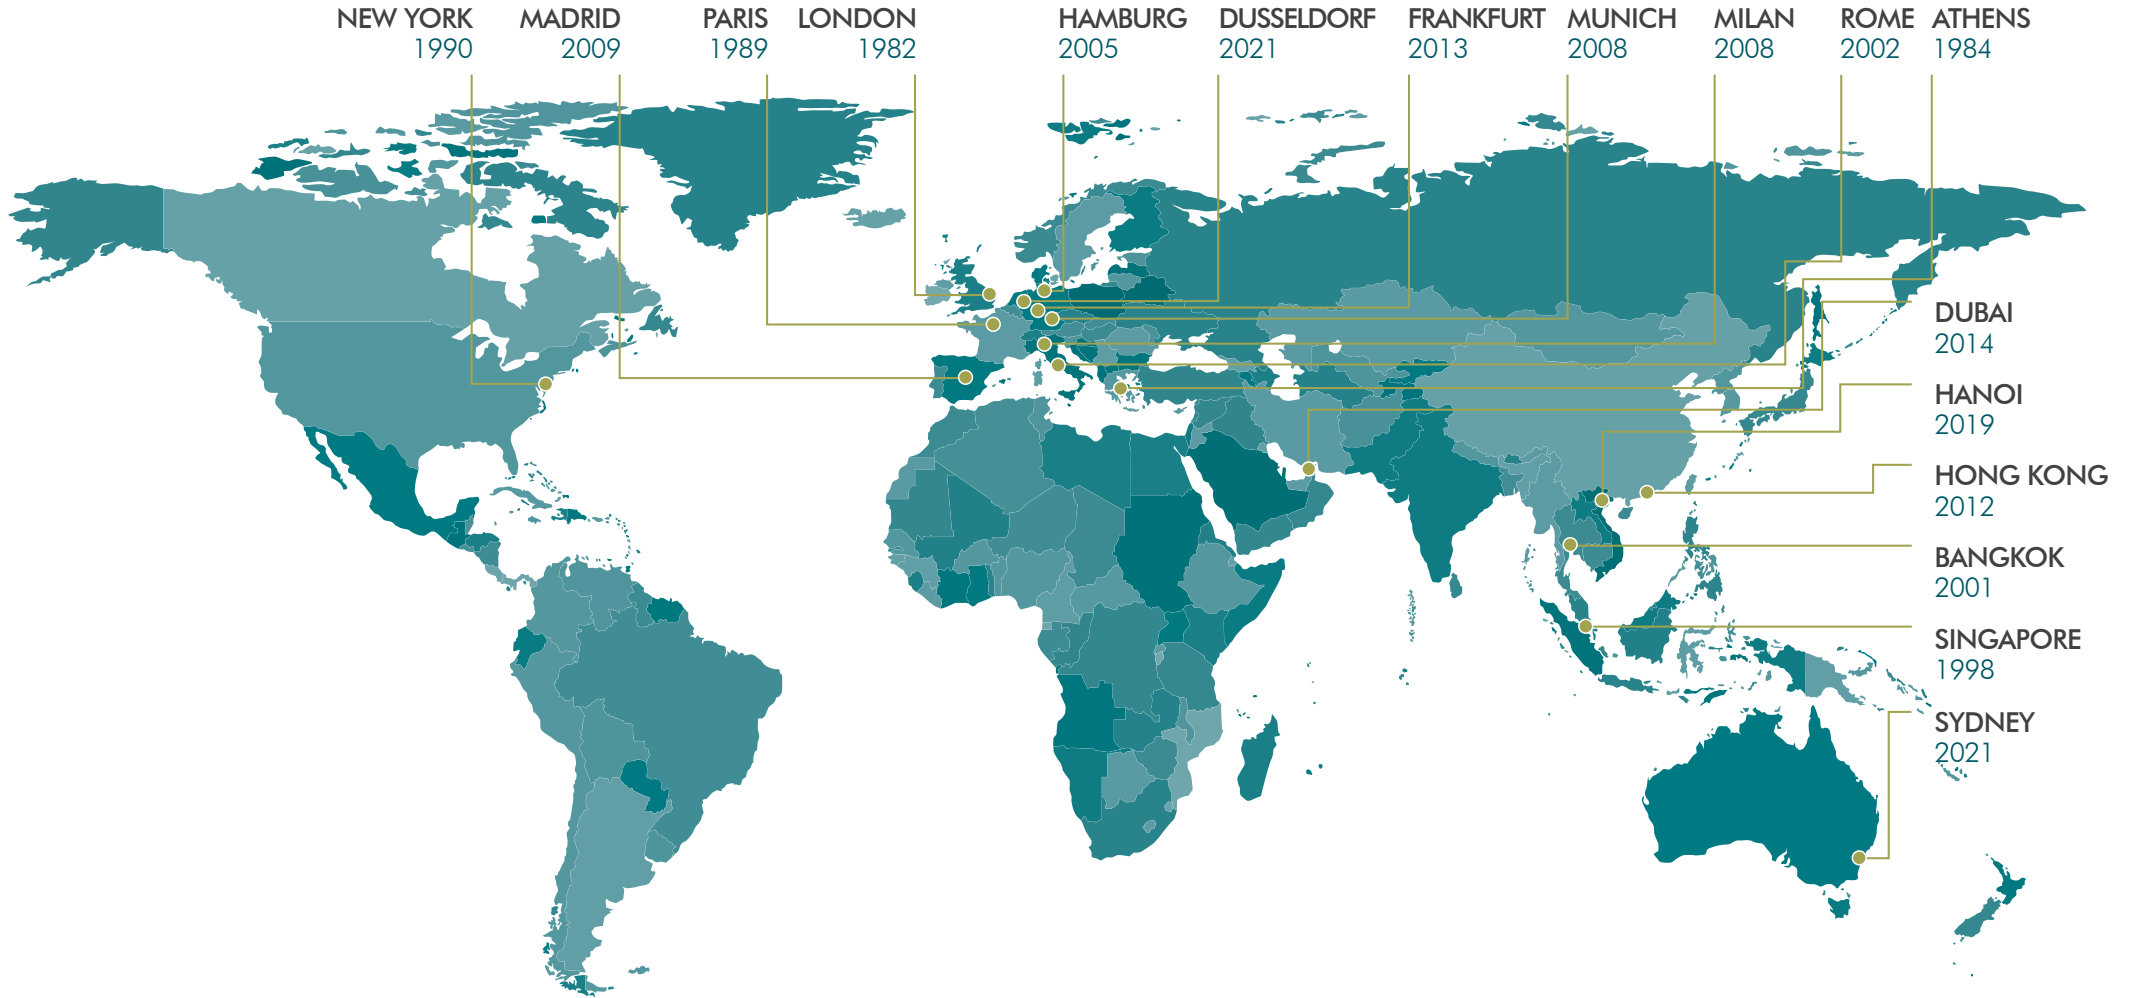 NEW YORK
1990
MADRID
2009
PARIS
1989
LONDON
1982
HAMBURG
2005
DUSSELDORF
2021
FRANKFURT
2013
MUNICH
2008
MILAN
2008
ROME
2002
ATHENS
1984
DUBAI
2014
HANOI
2019
HONG KONG
2012
BANGKOK
2001
SINGAPORE
1998
SYDNEY
2021